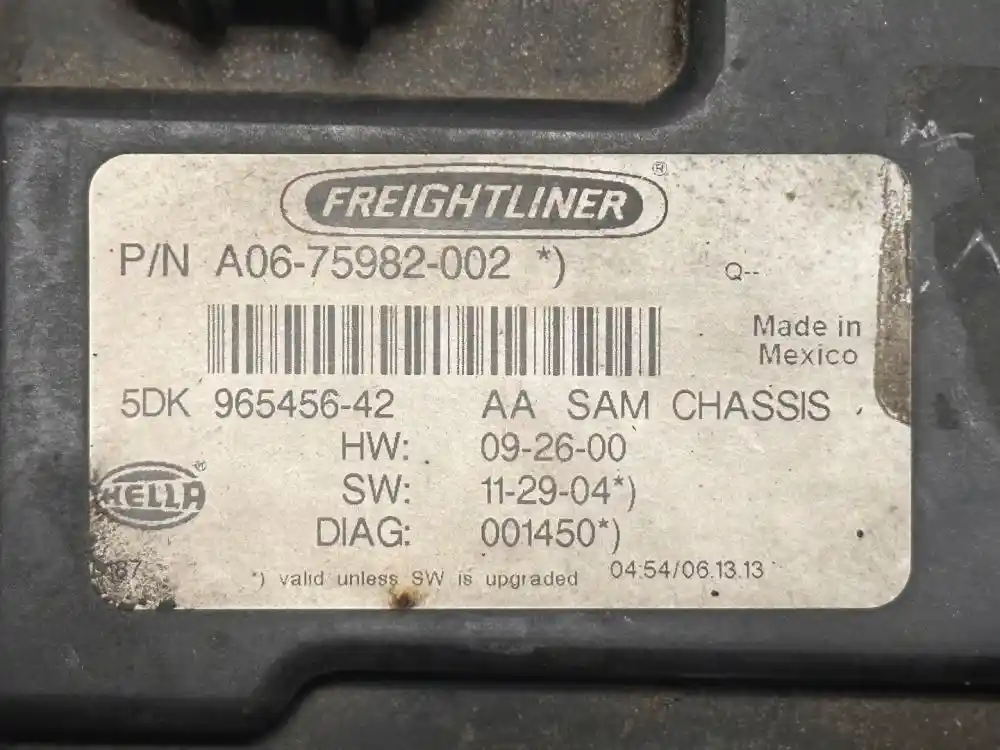 FREIGHTLINER ®
P/N A06-75982-002 *)
Q--
Made in
Mexico
5DK 965456-42 AA SAM CHASSIS
HW: 09-26-00
SW: 11-29-04*)
HELLA ®
DIAG: 001450*)
*) valid unless SW is upgraded 04:54/06.13.13